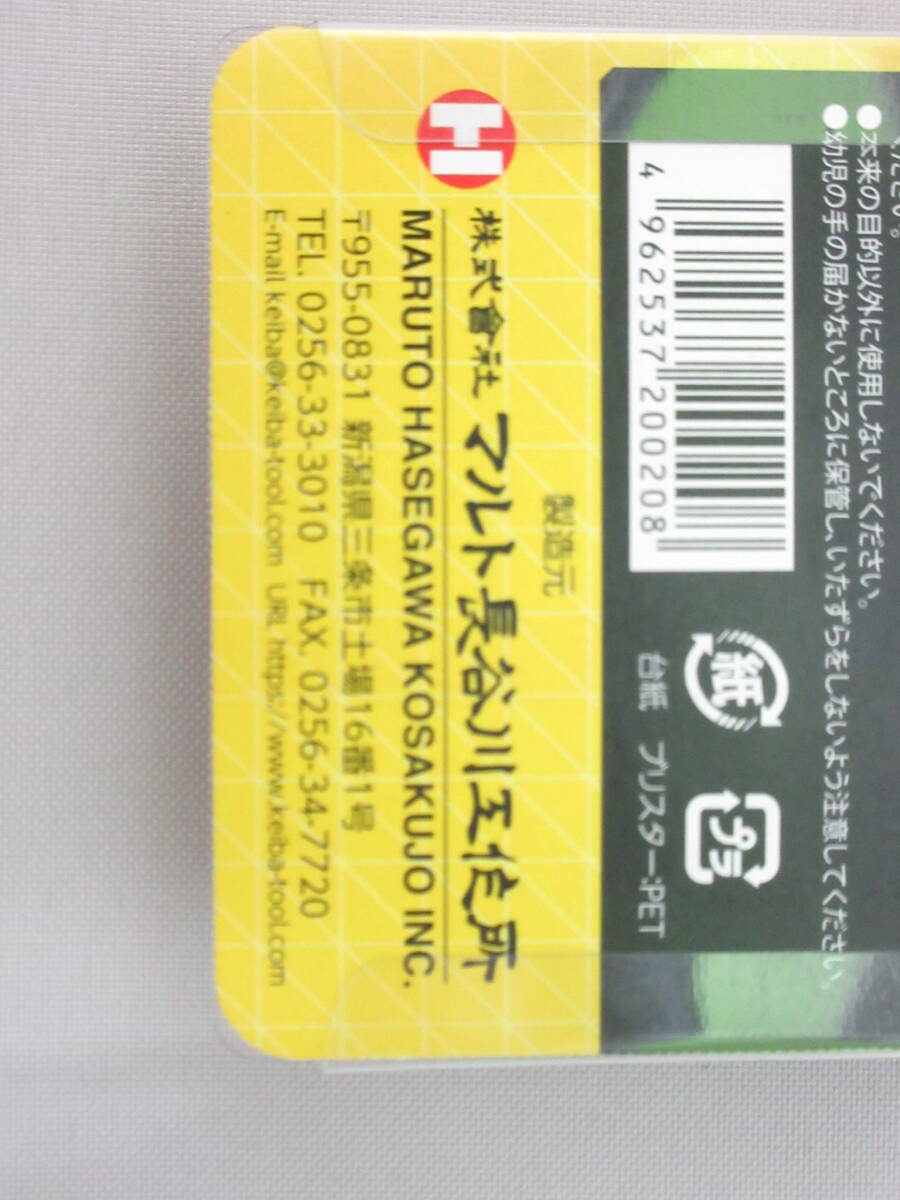 ください。
●本来の目的以外に使用しないでください。
●幼児の手の届かないところに保管し、いたずらをしないよう注意してください
4 962537 200208
紙
プラ
台紙 ブリスター:PET
製造元
株式會社 マルト長谷川工作所
MARUTO HASEGAWA KOSAKUJO INC.
〒955-0831 新潟県三条市土場16番1号
TEL. 0256-33-3010 FAX. 0256-34-7720
E-mail keiba@keiba-tool.com URL https://www.keiba-tool.com